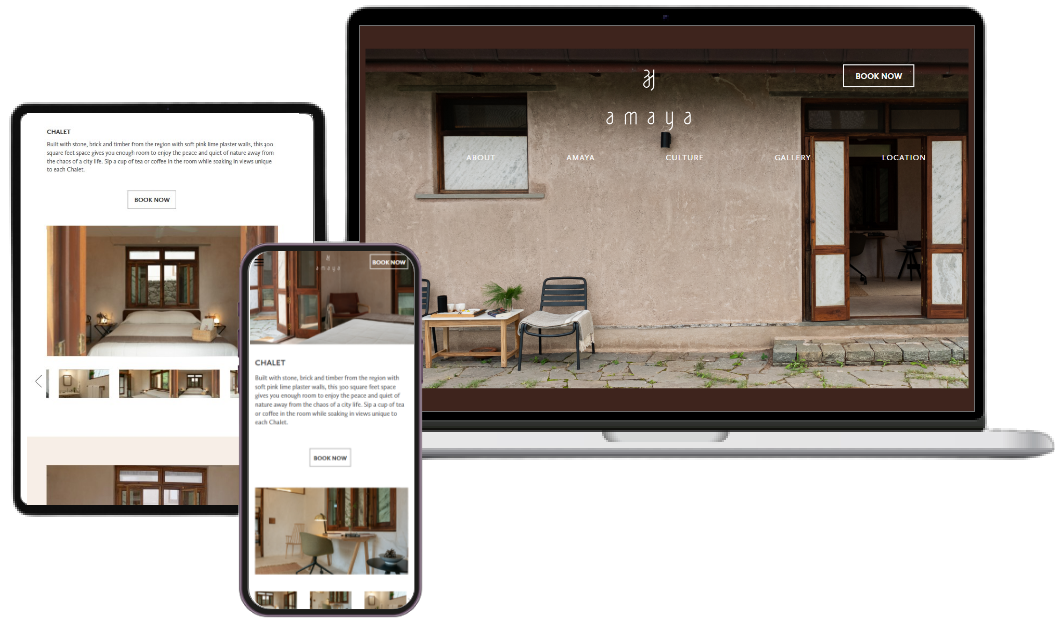 BOOK NOW
amaya
ABOUT
AMAYA
CULTURE
GALLERY
LOCATION
CHALET
Built with stone, brick and timber from the region with soft pink lime plaster walls, this 300
square feet space gives you enough room to enjoy the peace and quiet of nature away from
the chaos of a city life. Sip a cup of tea or coffee in the room while soaking in views unique
to each Chalet.
BOOK NOW
amaya
BOOK NOW
CHALET
Built with stone, brick and timber from the region with
soft pink lime plaster walls, this 300 square feet space
gives you enough room to enjoy the peace and quiet of
nature away from the chaos of a city life. Sip a cup of tea
or coffee in the room while soaking in views unique to
each Chalet.
BOOK NOW